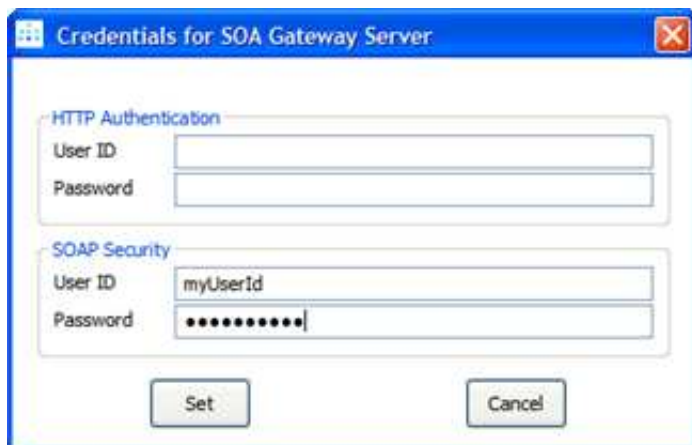 Credentials for SOA Gateway Server
HTTP Authentication
User ID
Password
SOAP Security
User ID myUserId
Password ●●●●●●●●●●
Set Cancel